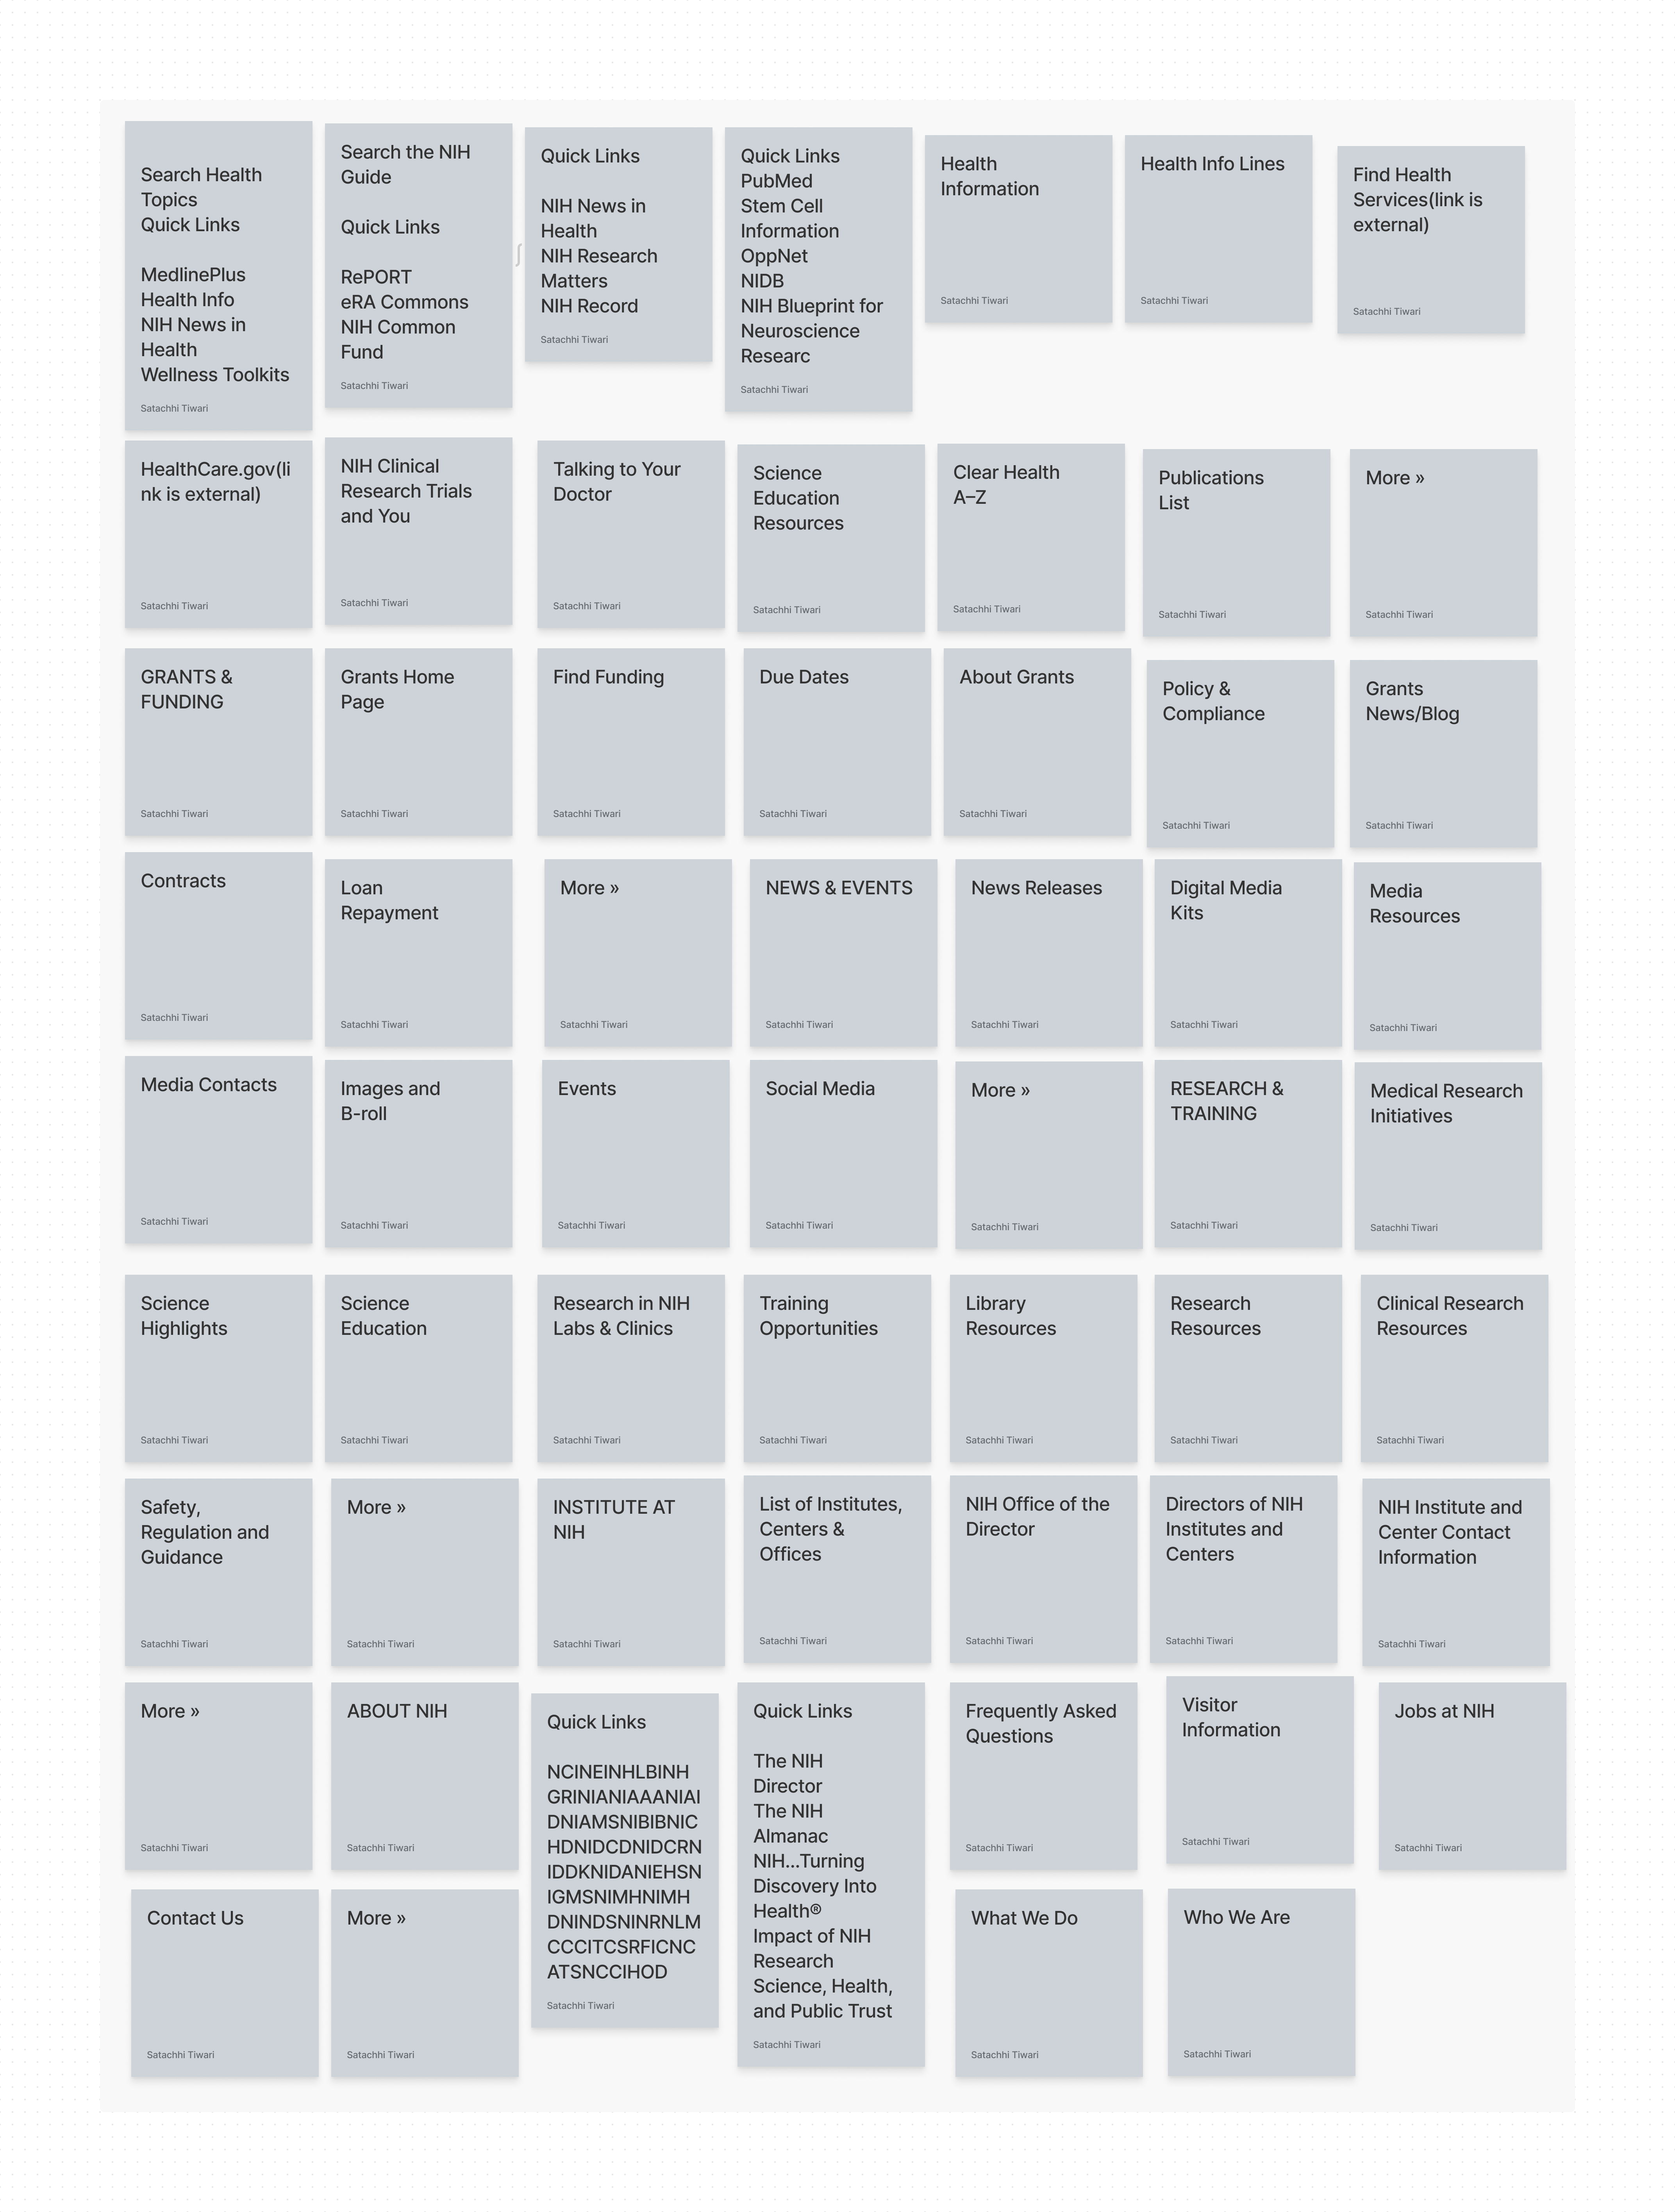 Search Health
Topics
Quick Links
MedlinePlus
Health Info
NIH News in
Health
Wellness Toolkits
Satachhi Tiwari
Search the NIH
Guide
Quick Links
RePORT
eRA Commons
NIH Common
Fund
Satachhi Tiwari
Quick Links
NIH News in
Health
NIH Research
Matters
NIH Record
Satachhi Tiwari
Quick Links
PubMed
Stem Cell
Information
OppNet
NIDB
NIH Blueprint for
Neuroscience
Researc
Satachhi Tiwari
Health
Information
Satachhi Tiwari
Health Info Lines
Satachhi Tiwari
Find Health
Services(link is
external)
Satachhi Tiwari
HealthCare.gov(li
nk is external)
Satachhi Tiwari
NIH Clinical
Research Trials
and You
Satachhi Tiwari
Talking to Your
Doctor
Satachhi Tiwari
Science
Education
Resources
Satachhi Tiwari
Clear Health
A–Z
Satachhi Tiwari
Publications
List
Satachhi Tiwari
More »
Satachhi Tiwari
GRANTS &
FUNDING
Satachhi Tiwari
Grants Home
Page
Satachhi Tiwari
Find Funding
Satachhi Tiwari
Due Dates
Satachhi Tiwari
About Grants
Satachhi Tiwari
Policy &
Compliance
Satachhi Tiwari
Grants
News/Blog
Satachhi Tiwari
Contracts
Satachhi Tiwari
Loan
Repayment
Satachhi Tiwari
More »
Satachhi Tiwari
NEWS & EVENTS
Satachhi Tiwari
News Releases
Satachhi Tiwari
Digital Media
Kits
Satachhi Tiwari
Media
Resources
Satachhi Tiwari
Media Contacts
Satachhi Tiwari
Images and
B-roll
Satachhi Tiwari
Events
Satachhi Tiwari
Social Media
Satachhi Tiwari
More »
Satachhi Tiwari
RESEARCH &
TRAINING
Satachhi Tiwari
Medical Research
Initiatives
Satachhi Tiwari
Science
Highlights
Satachhi Tiwari
Science
Education
Satachhi Tiwari
Research in NIH
Labs & Clinics
Satachhi Tiwari
Training
Opportunities
Satachhi Tiwari
Library
Resources
Satachhi Tiwari
Research
Resources
Satachhi Tiwari
Clinical Research
Resources
Satachhi Tiwari
Safety,
Regulation and
Guidance
Satachhi Tiwari
More »
Satachhi Tiwari
INSTITUTE AT
NIH
Satachhi Tiwari
List of Institutes,
Centers &
Offices
Satachhi Tiwari
NIH Office of the
Director
Satachhi Tiwari
Directors of NIH
Institutes and
Centers
Satachhi Tiwari
NIH Institute and
Center Contact
Information
Satachhi Tiwari
More »
Satachhi Tiwari
ABOUT NIH
Satachhi Tiwari
Quick Links
NCINEINHLBINH
GRINIANIAAANIAI
DNIAMSNIBIBNIC
HDNIDCDNIDCRN
IDDKNIDANIEHSN
IGMSNIMHNIMH
DNINDSNINRNLM
CCCITCSRFICNC
ATSNCCIHOD
Satachhi Tiwari
Quick Links
The NIH
Director
The NIH
Almanac
NIH…Turning
Discovery Into
Health®
Impact of NIH
Research
Science, Health,
and Public Trust
Satachhi Tiwari
Frequently Asked
Questions
Satachhi Tiwari
Visitor
Information
Satachhi Tiwari
Jobs at NIH
Satachhi Tiwari
Contact Us
Satachhi Tiwari
More »
Satachhi Tiwari
What We Do
Satachhi Tiwari
Who We Are
Satachhi Tiwari